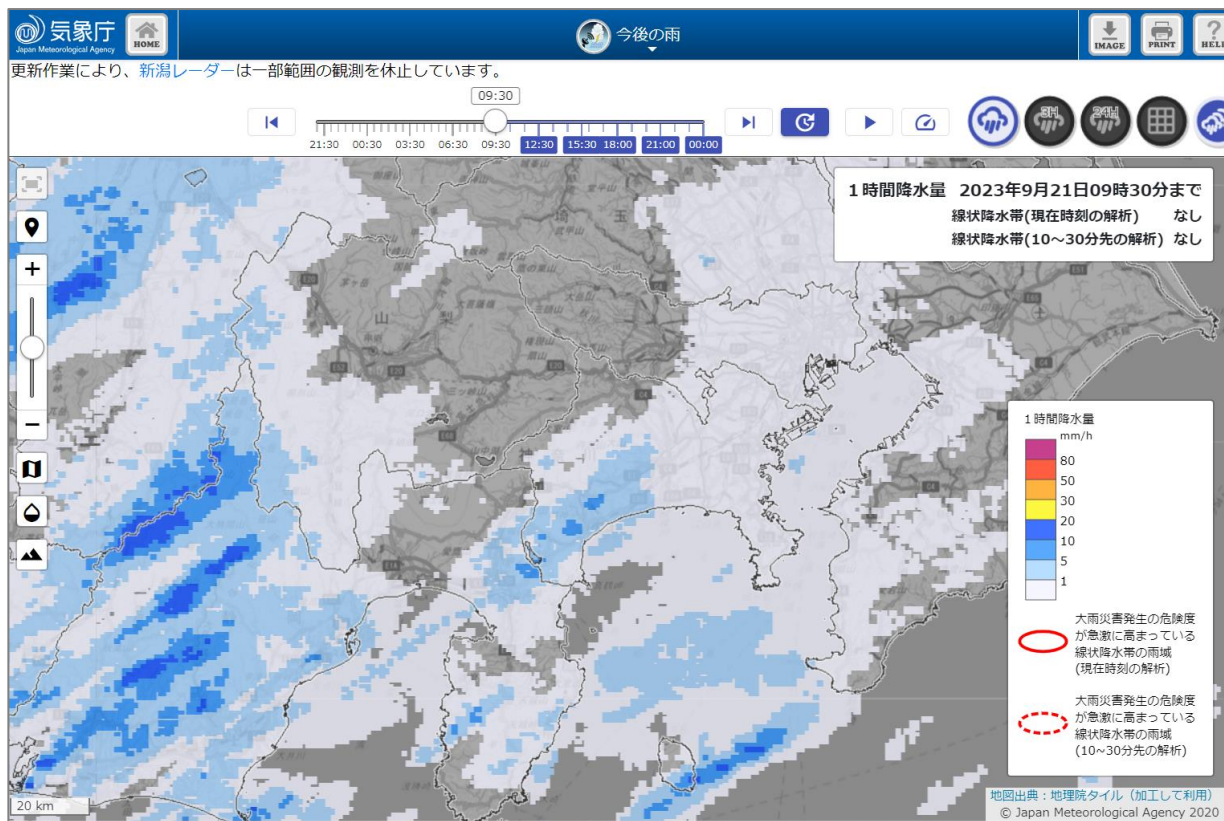 気象庁
Japan Meteorological Agency
HOME
今後の雨
IMAGE
PRINT
HELP
更新作業により、新潟レーダーは一部範囲の観測を休止しています。
09:30
3H
24H
21:30 00:30 03:30 06:30 09:30 12:30 15:30 18:00 21:00 00:00
1時間降水量 2023年9月21日09時30分まで
線状降水帯(現在時刻の解析) なし
線状降水帯(10～30分先の解析) なし
埼 玉
山 梨
1時間降水量
mm/h
80
50
30
20
10
5
1
大雨災害発生の危険度
が急激に高まっている
線状降水帯の雨域
(現在時刻の解析)
大雨災害発生の危険度
が急激に高まっている
線状降水帯の雨域
(10~30分先の解析)
20 km
地図出典：地理院タイル（加工して利用）
© Japan Meteorological Agency 2020